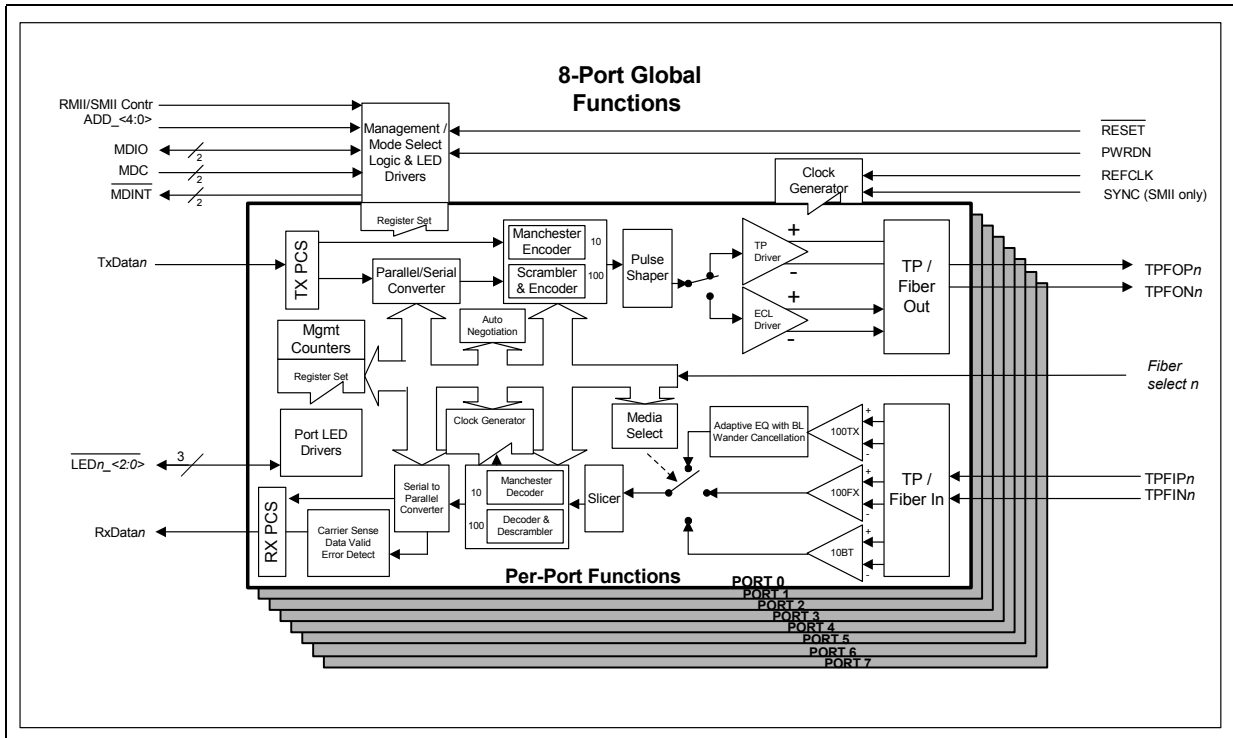 8-Port Global
Functions
RMII/SMII Contr
ADD_<4:0>
MDIO
2
MDC
2
MDINT
2
Management /
Mode Select
Logic & LED
Drivers
Register Set
RESET
PWRDN
REFCLK
SYNC (SMII only)
Clock
Generator
TxDatan
TX PCS
Parallel/Serial
Converter
Manchester
Encoder
10
Scrambler
& Encoder
100
Pulse
Shaper
TP
Driver
+
-
ECL
Driver
+
-
TP /
Fiber
Out
TPFOPn
TPFONn
Auto
Negotiation
Mgmt
Counters
Register Set
Fiber
select n
Clock Generator
Media
Select
Adaptive EQ with BL
Wander Cancellation
100TX
+
-
Port LED
Drivers
LEDn_<2:0>
3
RX PCS
Serial to
Parallel
Converter
10
Manchester
Decoder
100
Decoder &
Descrambler
Slicer
100FX
+
-
TP /
Fiber In
TPFIPn
TPFINn
RxDatan
Carrier Sense
Data Valid
Error Detect
10BT
+
-
Per-Port Functions
PORT 0
PORT 1
PORT 2
PORT 3
PORT 4
PORT 5
PORT 6
PORT 7